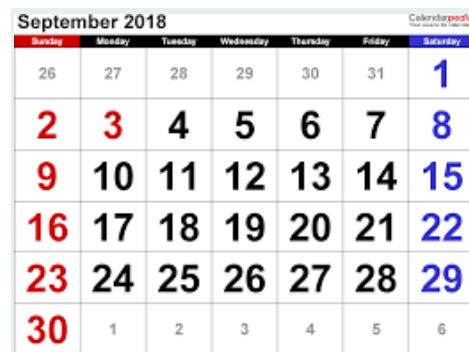 September 2018
Calendarpedia
Sunday Monday Tuesday Wednesday Thursday Friday Saturday
26 27 28 29 30 31 1
2 3 4 5 6 7 8
9 10 11 12 13 14 15
16 17 18 19 20 21 22
23 24 25 26 27 28 29
30 1 2 3 4 5 6